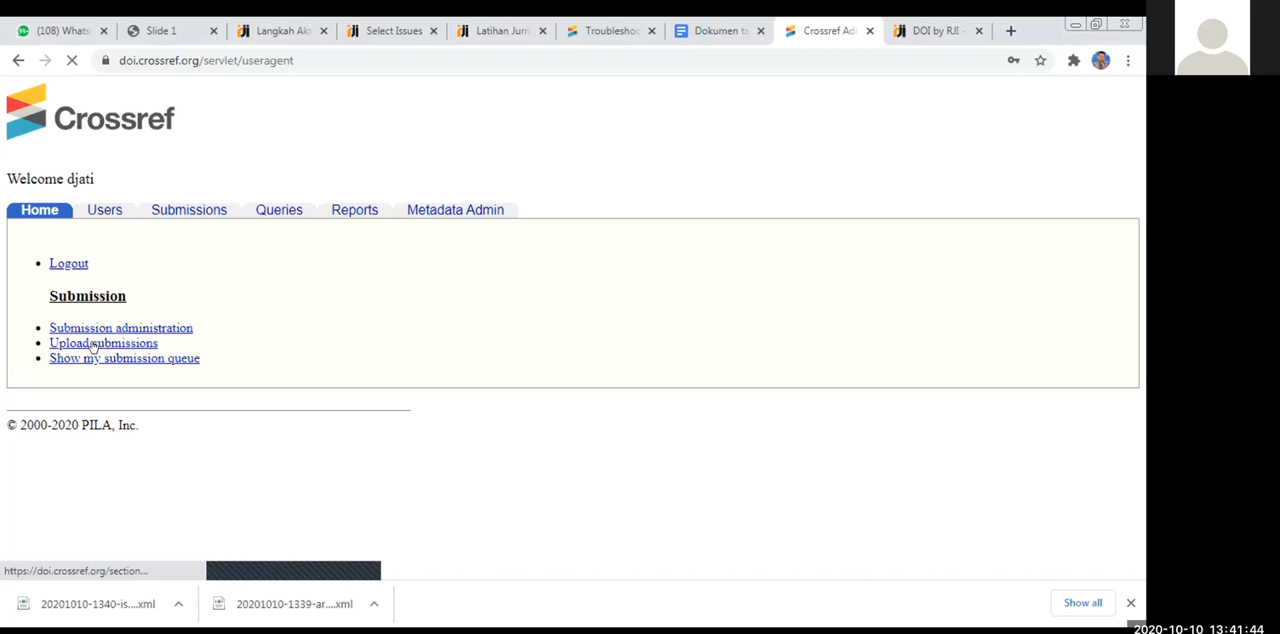 (108) Whats
Slide 1
Langkah Ak
Select Issues
Latihan Jurn
Troubleshoo
Dokumen ta
Crossref Adm
DOI by RJI -
doi.crossref.org/servlet/useragent
Crossref
Welcome djati
Home Users Submissions Queries Reports Metadata Admin
Logout
Submission
Submission administration
Upload submissions
Show my submission queue
© 2000-2020 PILA, Inc.
https://doi.crossref.org/section...
20201010-1340-is....xml
20201010-1339-ar....xml
Show all
2020-10-10 13:41:44